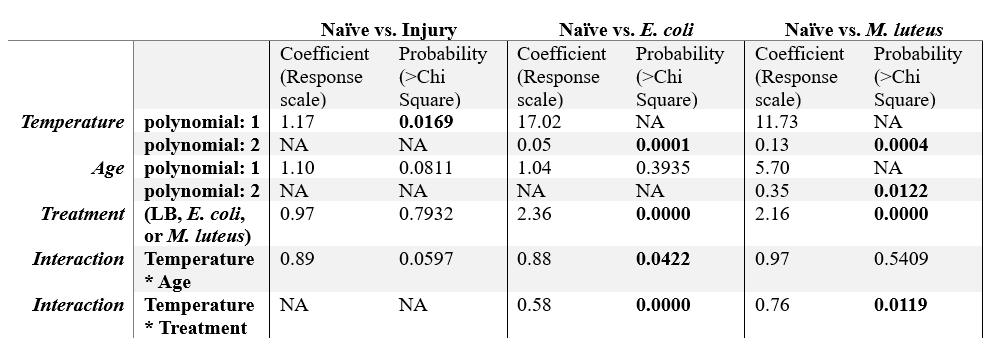 Naïve vs. Injury Naïve vs. E. coli Naïve vs. M. luteus
Coefficient Probability Coefficient Probability Coefficient Probability
(Response (>Chi (Response (>Chi (Response (>Chi
scale) Square) scale) Square) scale) Square)
Temperature polynomial: 1 1.17 0.0169 17.02 NA 11.73 NA
polynomial: 2 NA NA 0.05 0.0001 0.13 0.0004
Age polynomial: 1 1.10 0.0811 1.04 0.3935 5.70 NA
polynomial: 2 NA NA NA NA 0.35 0.0122
Treatment (LB, E. coli, 0.97 0.7932 2.36 0.0000 2.16 0.0000
or M. luteus)
Interaction Temperature 0.89 0.0597 0.88 0.0422 0.97 0.5409
* Age
Interaction Temperature NA NA 0.58 0.0000 0.76 0.0119
* Treatment